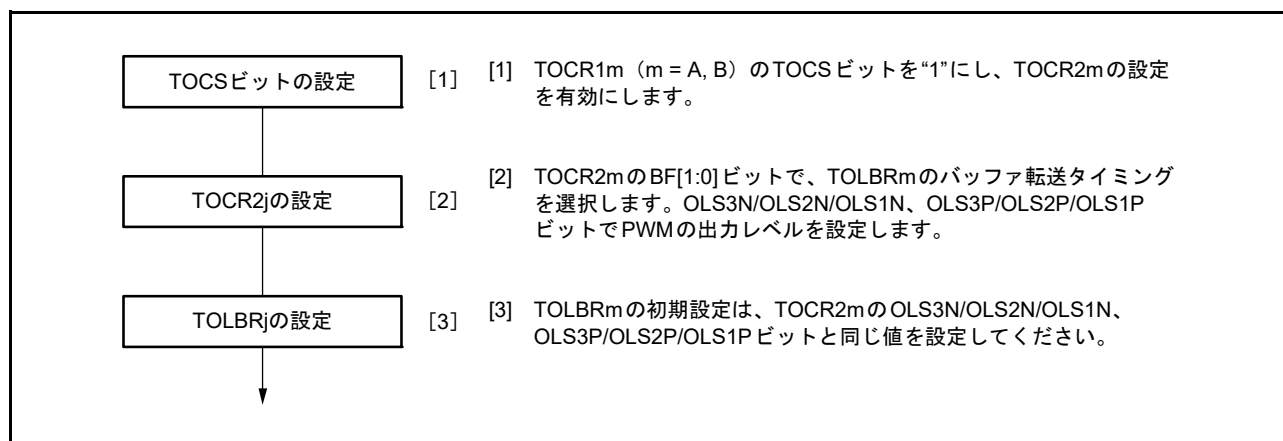 TOCSビットの設定
[1]
[1] TOCR1m（m = A, B）のTOCSビットを“1”にし、TOCR2mの設定
を有効にします。
TOCR2jの設定
[2]
[2] TOCR2mのBF[1:0]ビットで、TOLBRmのバッファ転送タイミング
を選択します。OLS3N/OLS2N/OLS1N、OLS3P/OLS2P/OLS1P
ビットでPWMの出力レベルを設定します。
TOLBRjの設定
[3]
[3] TOLBRmの初期設定は、TOCR2mのOLS3N/OLS2N/OLS1N、
OLS3P/OLS2P/OLS1Pビットと同じ値を設定してください。